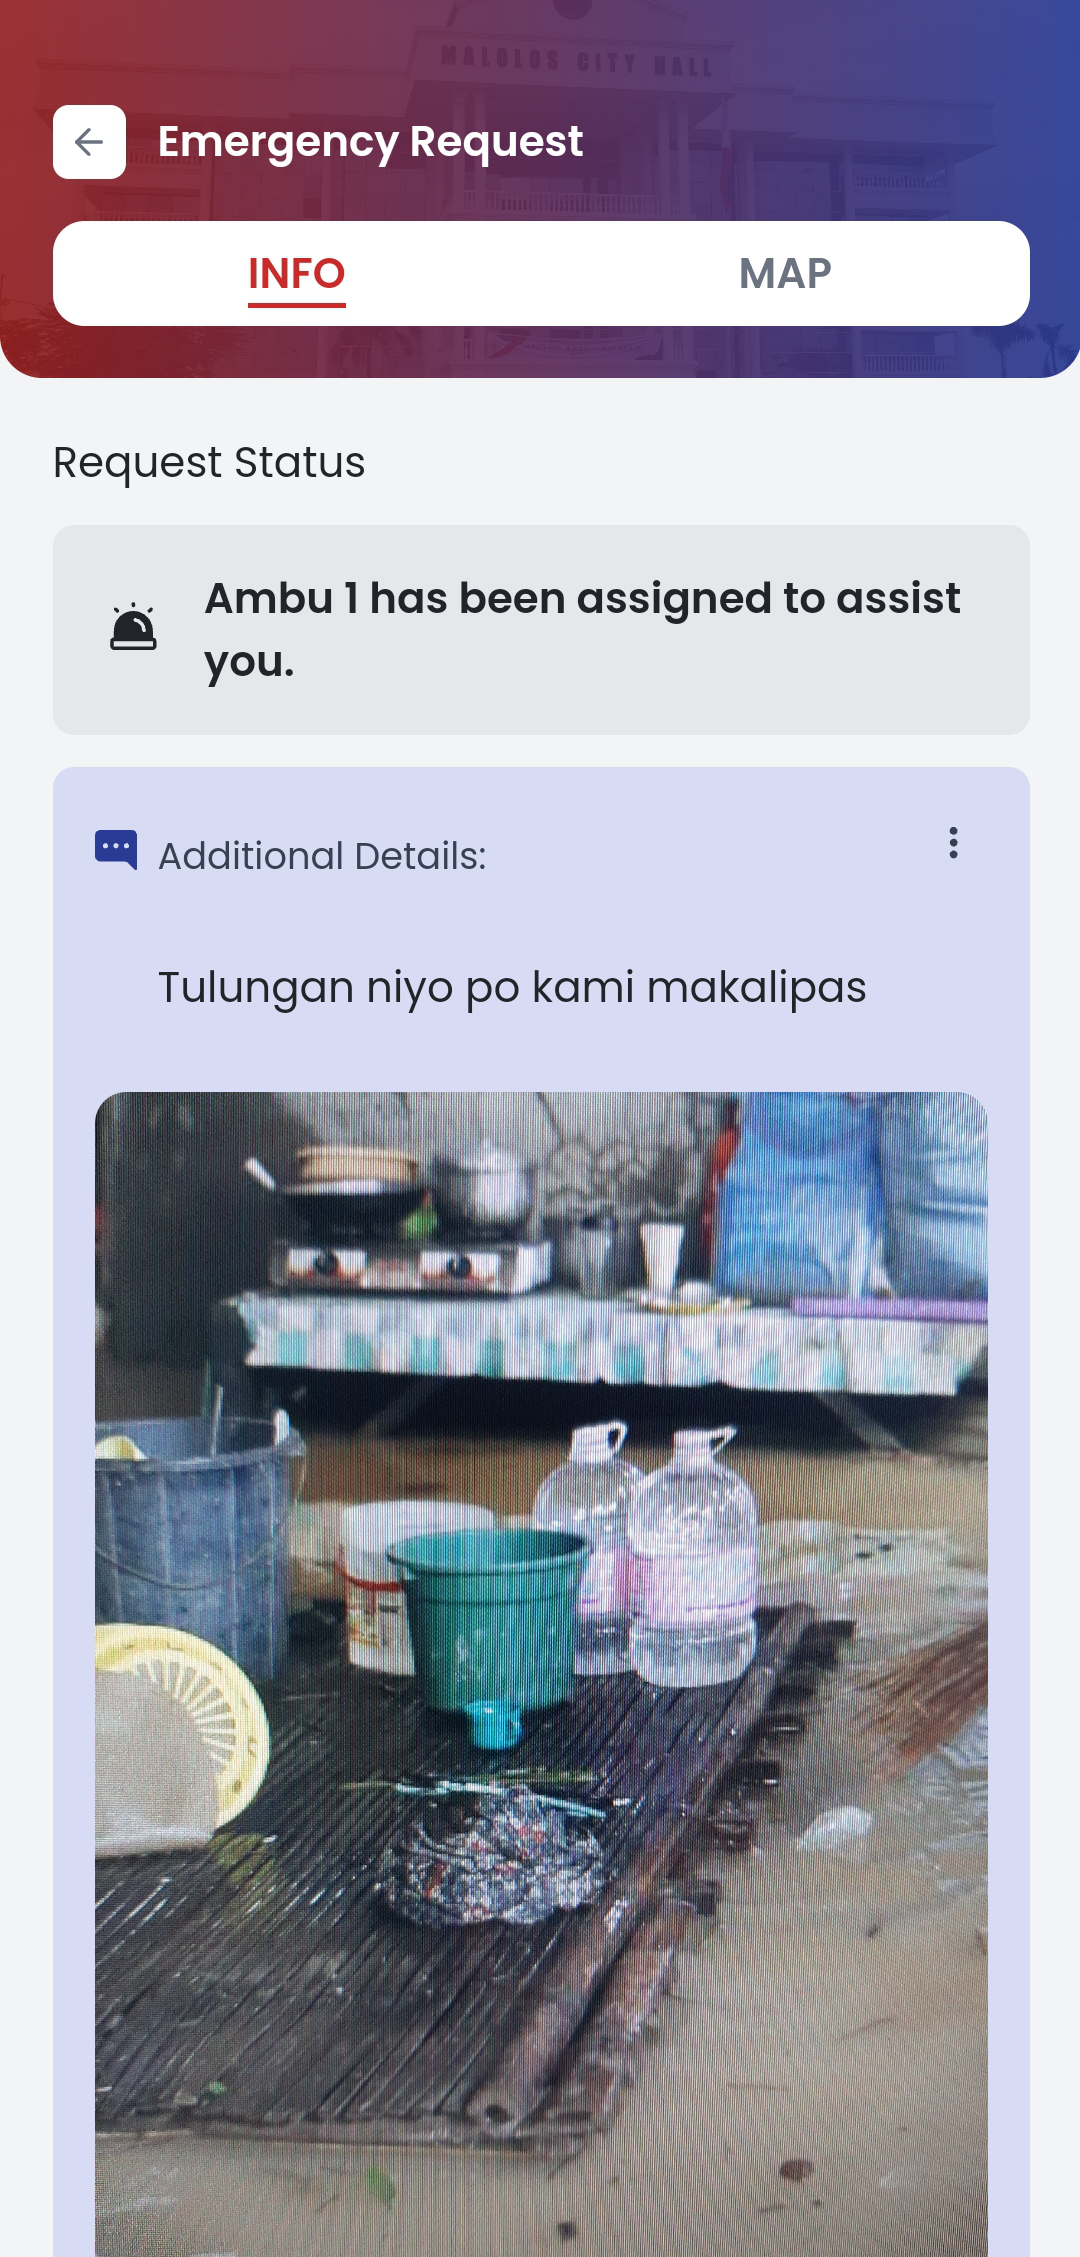 MALOLOS CITY HALL
Emergency Request
INFO
MAP
Request Status
Ambu 1 has been assigned to assist
you.
Additional Details:
Tulungan niyo po kami makalipas